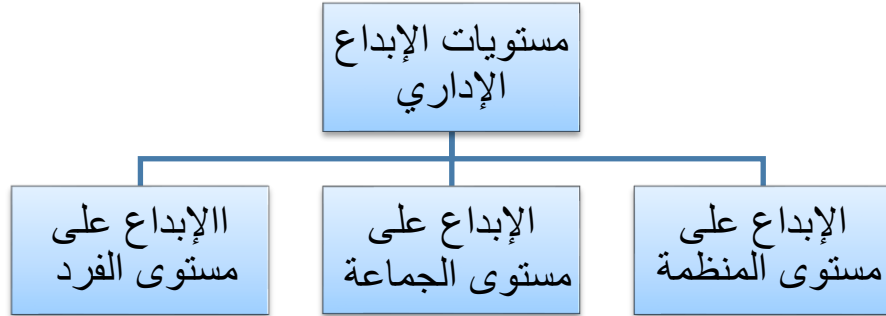 مستويات الإبداع
الإداري
الإبداع على
مستوى المنظمة
الإبداع على
مستوى الجماعة
االإبداع على
مستوى الفرد